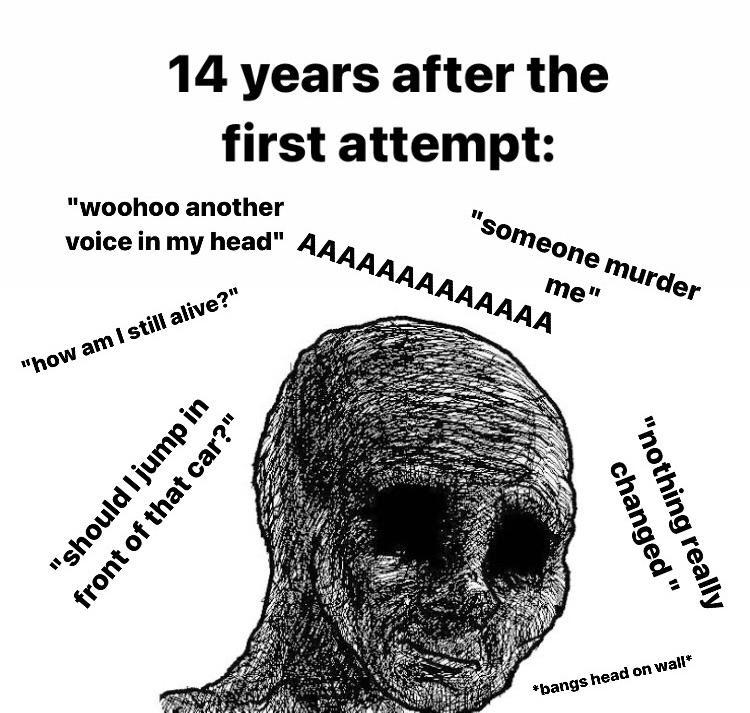 14 years after the
first attempt:
"woohoo another
voice in my head"
AAAAAAAAAAAAA
"someone murder
me"
"how am I still alive?"
"should I jump in
front of that car?"
"nothing really
changed"
*bangs head on wall*